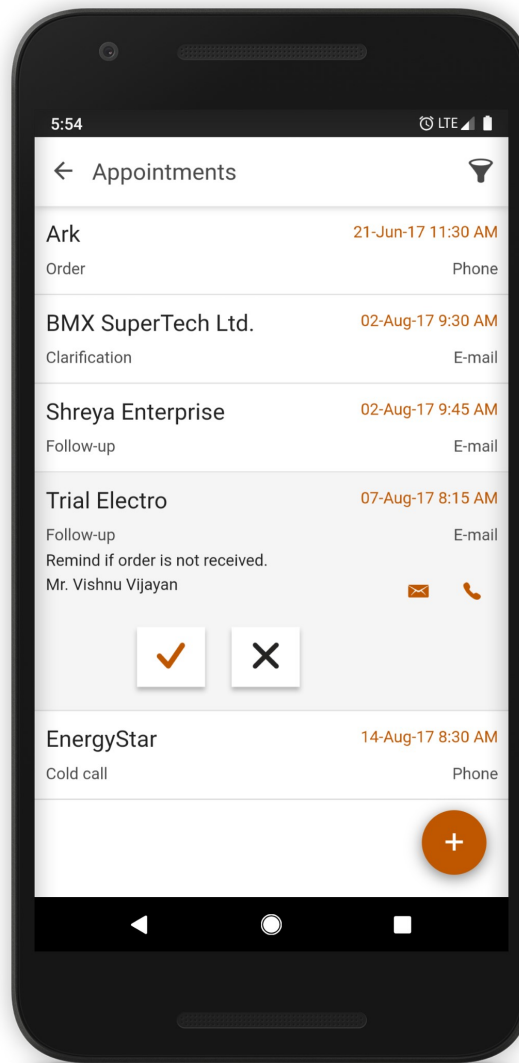 5:54
LTE
Appointments
Ark 21-Jun-17 11:30 AM
Order Phone
BMX SuperTech Ltd. 02-Aug-17 9:30 AM
Clarification E-mail
Shreya Enterprise 02-Aug-17 9:45 AM
Follow-up E-mail
Trial Electro 07-Aug-17 8:15 AM
Follow-up E-mail
Remind if order is not received.
Mr. Vishnu Vijayan
EnergyStar 14-Aug-17 8:30 AM
Cold call Phone